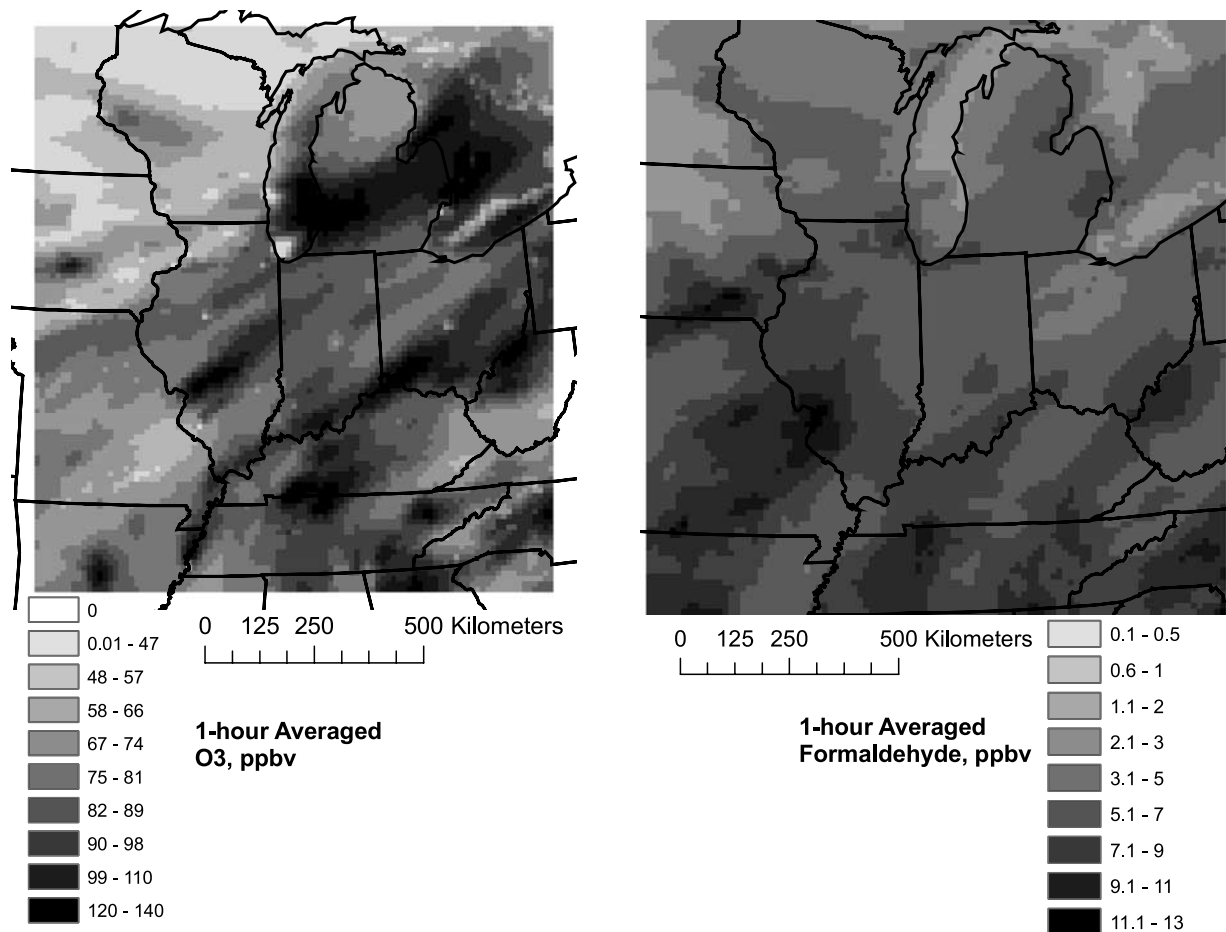 0
0.01 - 47
48 - 57
58 - 66
67 - 74
75 - 81
82 - 89
90 - 98
99 - 110
120 - 140
0 125 250 500 Kilometers
1-hour Averaged
O3, ppbv
0 125 250 500 Kilometers
1-hour Averaged
Formaldehyde, ppbv
0.1 - 0.5
0.6 - 1
1.1 - 2
2.1 - 3
3.1 - 5
5.1 - 7
7.1 - 9
9.1 - 11
11.1 - 13